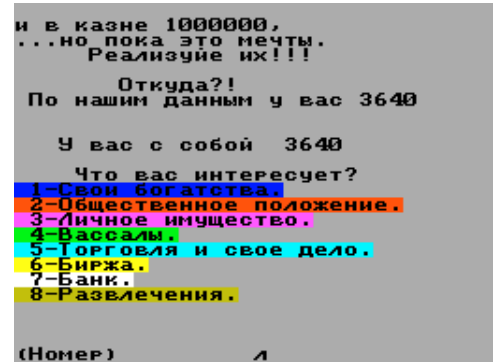 и в казне 1000000,
...но пока это мечты.
Реализуйе их!!!
Откуда?!
По нашим данным у вас 3640
У вас с собой 3640
Что вас интересует?
1-Свои богатства.
2-Общественное положение.
3-Личное имущество.
4-Вассалы.
5-Торговля и свое дело.
6-Биржа.
7-Банк.
8-Развлечения.
(Номер) Л